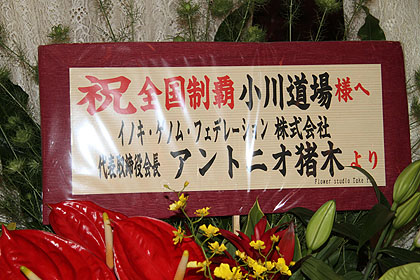 祝 全国制覇 小川道場様へ
イノキ・ゲノム・フェデレーション 株式会社
代表取締役会長 アントニオ猪木より
Flower studio Take